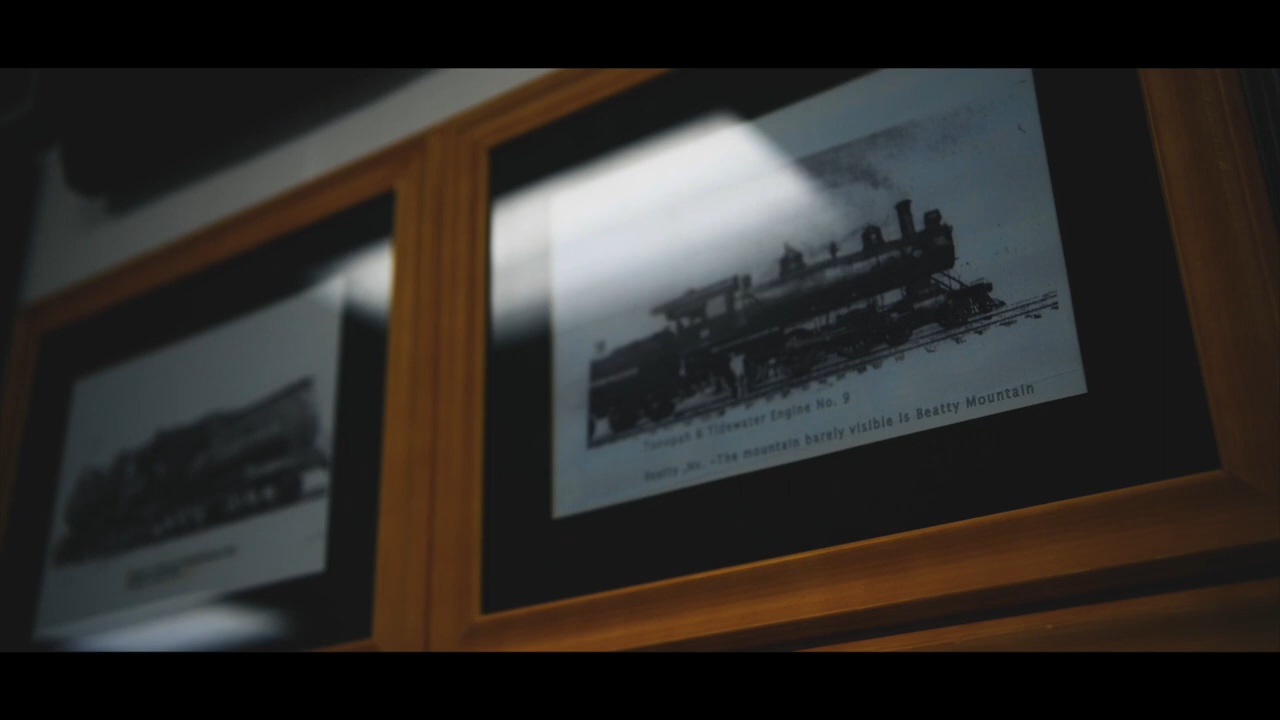 Tonopah & Tidewater Engine No. 9
Beatty ,Nv. -The mountain barely visible is Beatty Mountain